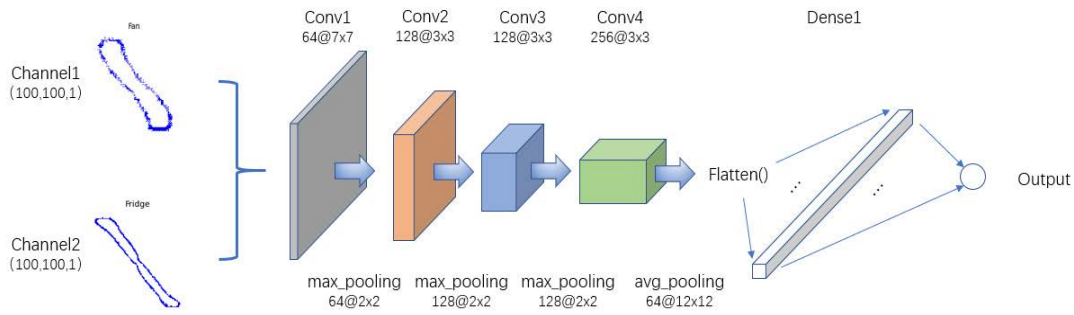 Fan
Channel1
(100,100,1)
Fridge
Channel2
(100,100,1)
Conv1
64@7x7
Conv2
128@3x3
Conv3
128@3x3
Conv4
256@3x3
Dense1
Flatten()
...
...
Output
max_pooling
64@2x2
max_pooling
128@2x2
max_pooling
128@2x2
avg_pooling
64@12x12